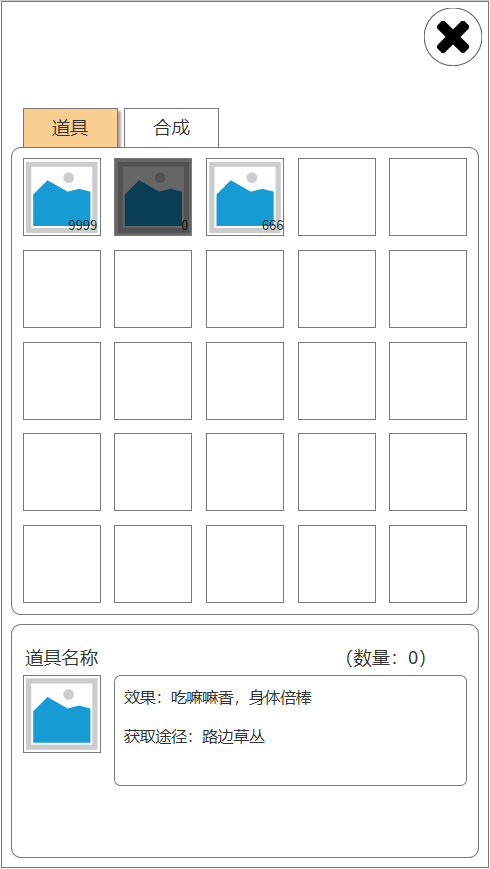 道具
合成
9999
0
666
道具名称
（数量：0）
效果：吃嘛嘛香，身体倍棒
获取途径：路边草丛